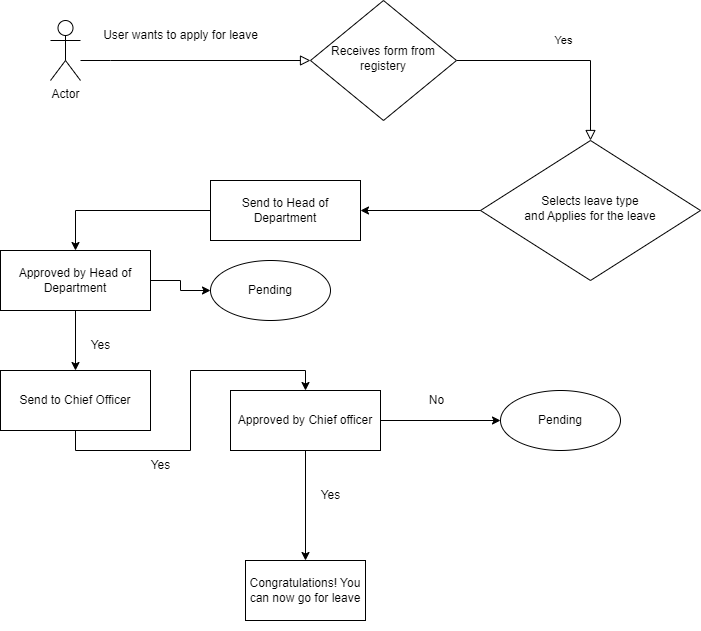 User wants to apply for leave
Actor
Receives form from
registery
Yes
Selects leave type
and Applies for the leave
Send to Head of
Department
Approved by Head of
Department
Pending
Yes
Send to Chief Officer
Yes
Approved by Chief officer
No
Pending
Yes
Congratulations! You
can now go for leave